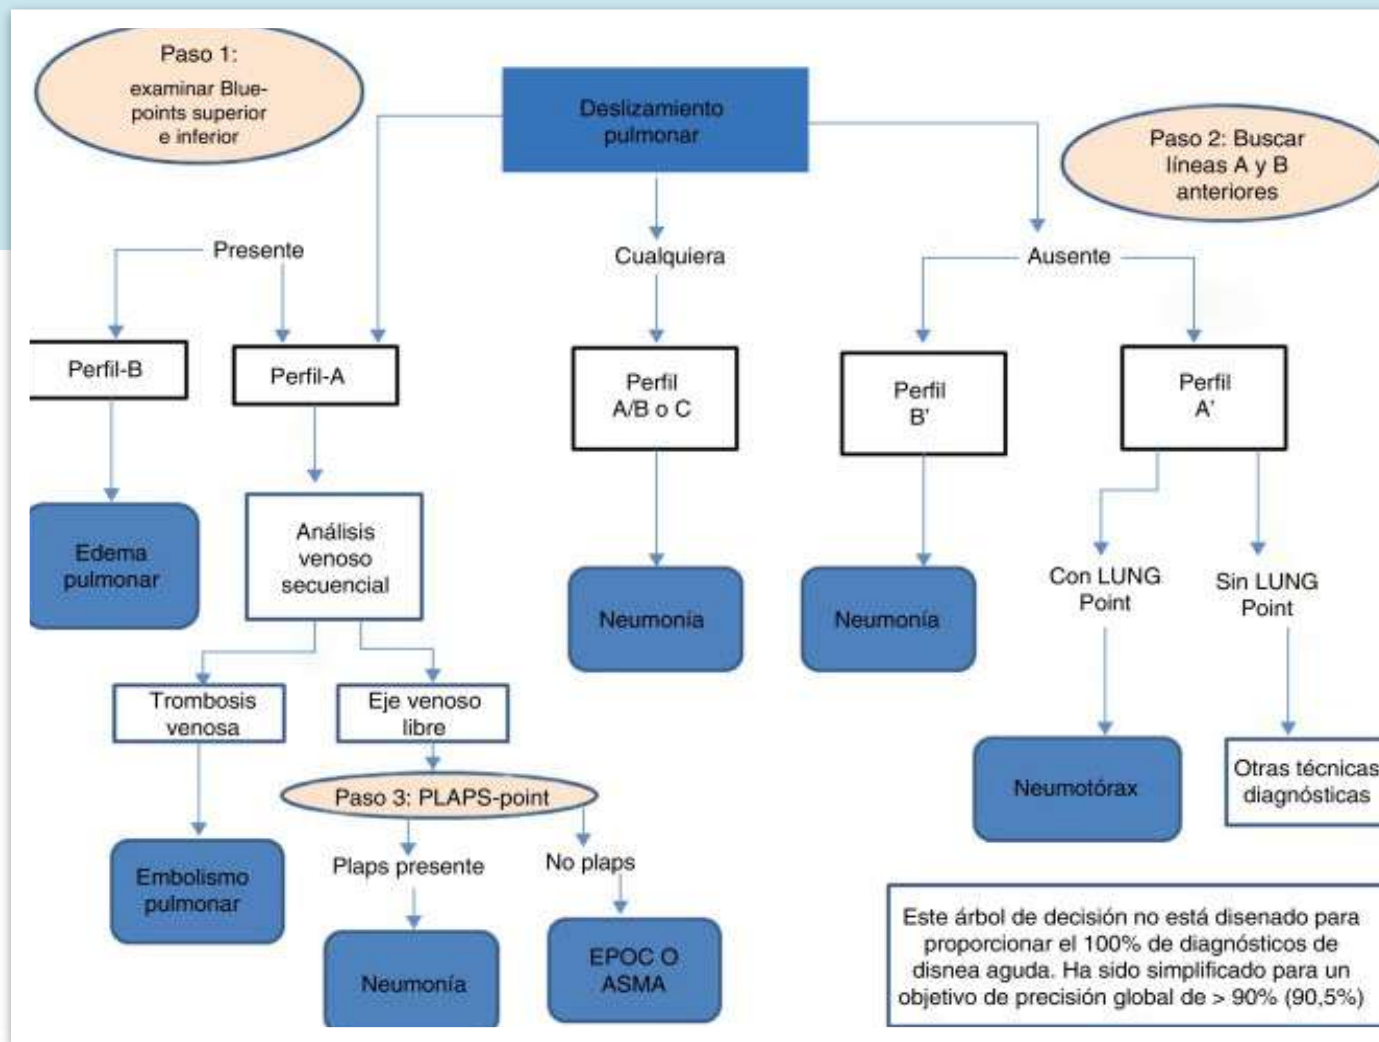 Paso 1:
examinar Blue-
points superior
e inferior
Deslizamiento
pulmonar
Paso 2: Buscar
líneas A y B
anteriores
Presente
Cualquiera
Ausente
Perfil-B
Perfil-A
Perfil
A/B o C
Perfil
B'
Perfil
A'
Edema
pulmonar
Análisis
venoso
secuencial
Neumonía
Neumonía
Con LUNG
Point
Sin LUNG
Point
Trombosis
venosa
Eje venoso
libre
Paso 3: PLAPS-point
Neumotórax
Otras técnicas
diagnósticas
Embolismo
pulmonar
Plaps presente
No plaps
Neumonía
EPOC O
ASMA
Este árbol de decisión no está disenado para
proporcionar el 100% de diagnósticos de
disnea aguda. Ha sido simplificado para un
objetivo de precisión global de > 90% (90,5%)